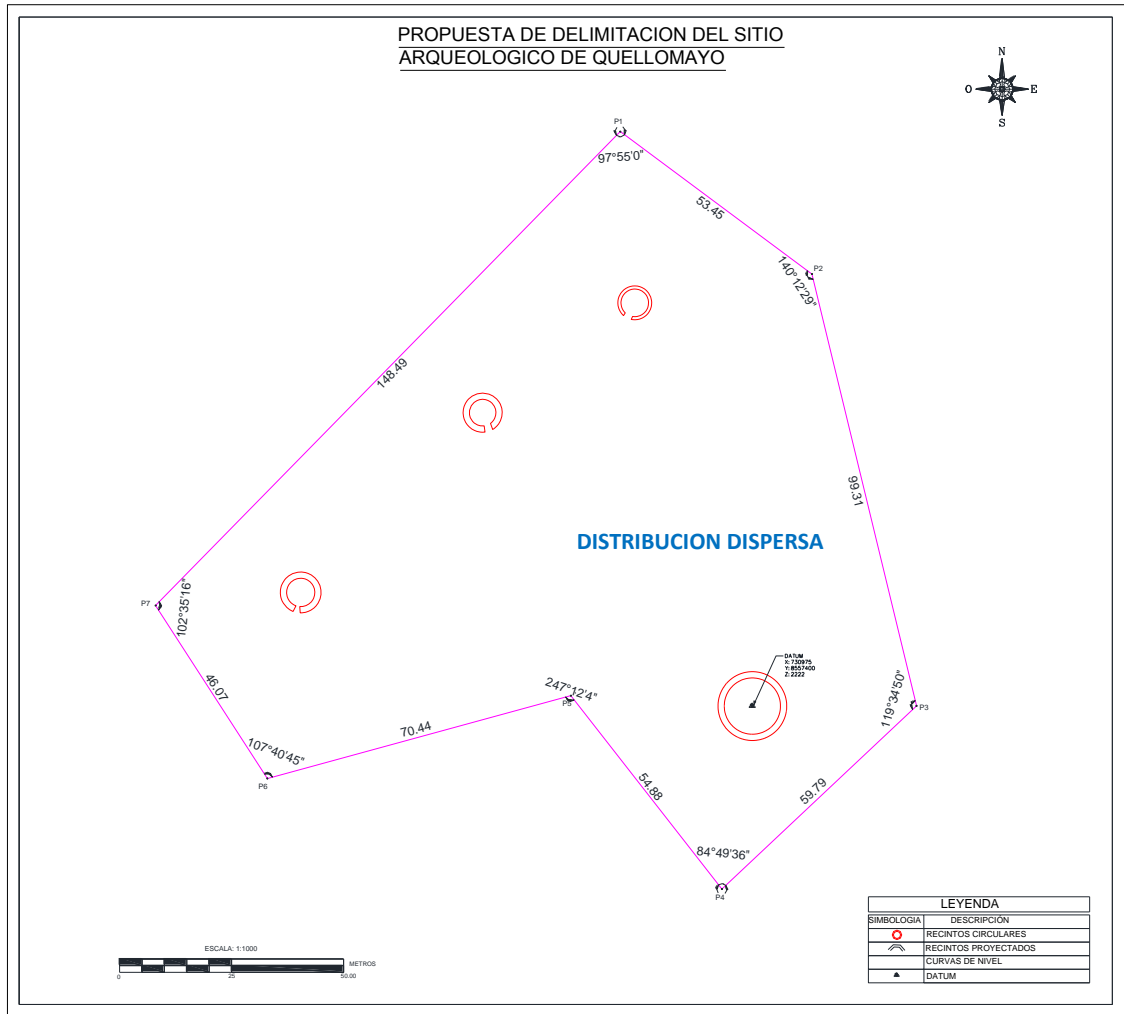 PROPUESTA DE DELIMITACION DEL SITIO
ARQUEOLOGICO DE QUELLOMAYO
N
O
E
S
P1
97°55'0"
53.45
P2
140°12'29"
148.49
99.31
DISTRIBUCION DISPERSA
P7
102°35'16"
DATUM
X: 730975
Y: 8557400
Z: 2222
46.07
247°12'4"
P5
119°34'50"
P3
70.44
107°40'45"
P6
54.88
59.79
84°49'36"
P4
LEYENDA
SIMBOLOGIA DESCRIPCIÓN
RECINTOS CIRCULARES
RECINTOS PROYECTADOS
CURVAS DE NIVEL
DATUM
ESCALA: 1:1000
METROS
0 25 50.00